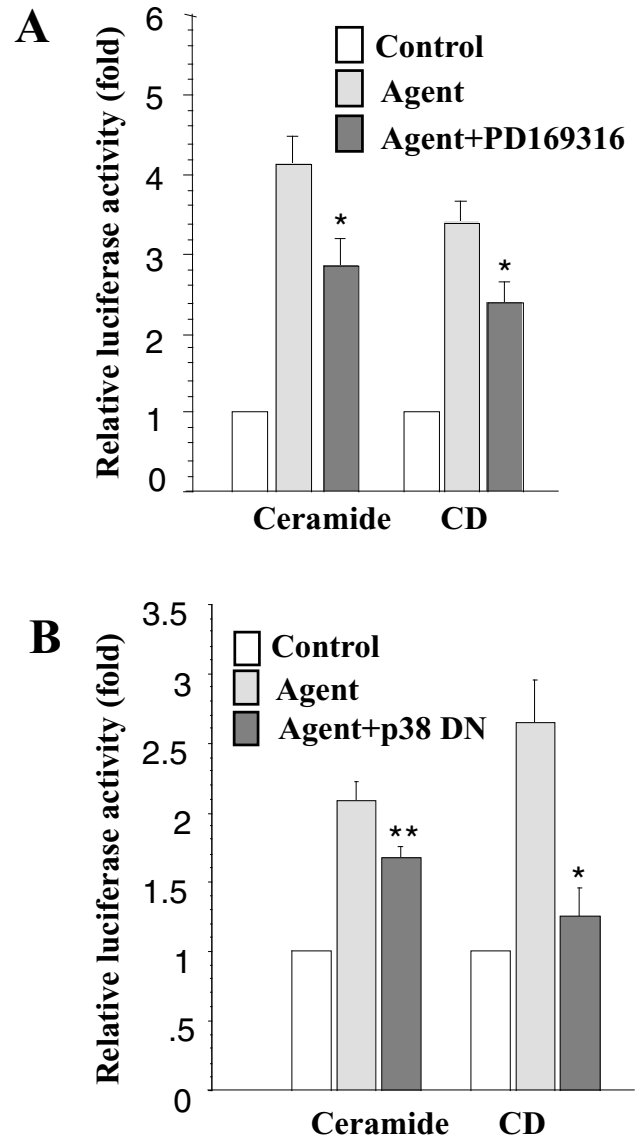 A
Relative luciferase activity (fold)
6
5
4
3
2
1
0
Control
Agent
Agent+PD169316
*
*
Ceramide CD
B
Relative luciferase activity (fold)
3.5
3
2.5
2
1.5
1
.5
0
Control
Agent
Agent+p38 DN
**
*
Ceramide CD